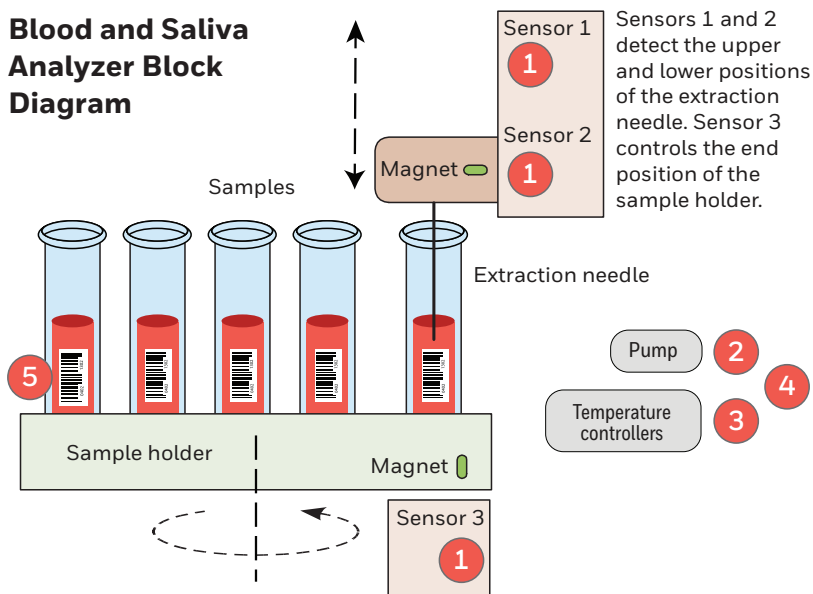 Blood and Saliva
Analyzer Block
Diagram
Sensor 1
1
Sensor 2
1
Magnet
Sensors 1 and 2
detect the upper
and lower positions
of the extraction
needle. Sensor 3
controls the end
position of the
sample holder.
Samples
Extraction needle
5
Pump
2
4
Temperature
controllers
3
Sample holder
Magnet
Sensor 3
1